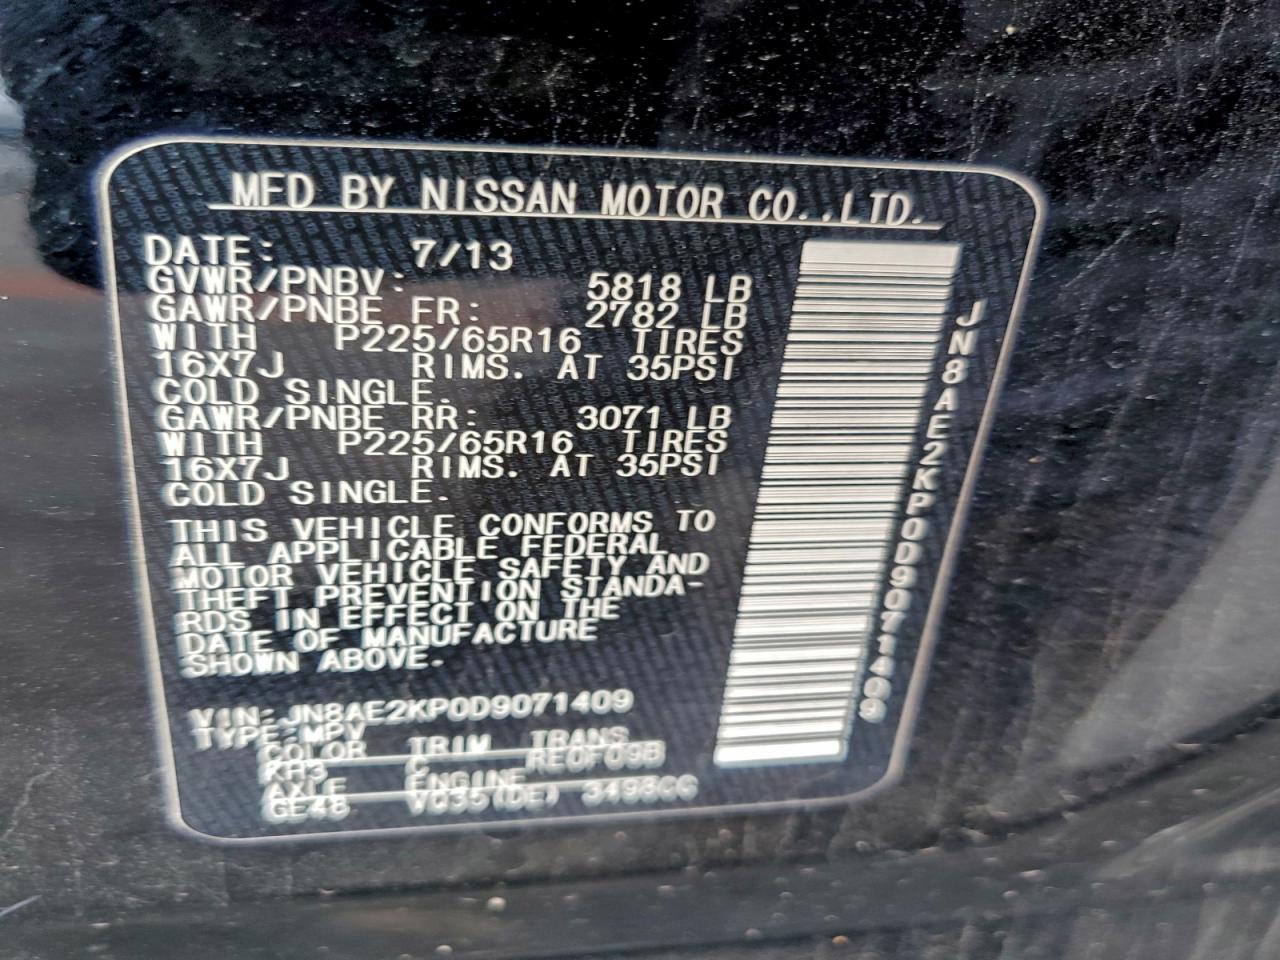 MFD BY NISSAN MOTOR CO.,LTD.
DATE: 7/13
GVWR/PNBV: 5818 LB
GAWR/PNBE FR: 2782 LB
WITH P225/65R16 TIRES
16X7J RIMS. AT 35PSI
COLD SINGLE.
GAWR/PNBE RR: 3071 LB
WITH P225/65R16 TIRES
16X7J RIMS. AT 35PSI
COLD SINGLE.
THIS VEHICLE CONFORMS TO
ALL APPLICABLE FEDERAL
MOTOR VEHICLE SAFETY AND
THEFT PREVENTION STANDA-
RDS IN EFFECT ON THE
DATE OF MANUFACTURE
SHOWN ABOVE.
VIN:JN8AE2KP0D9071409
TYPE:MPV
COLOR TRIM TRANS
KH3 C RE0F09B
AXLE ENGINE
GE48 VQ35(DE) 3498CC
JN8AE2KP0D9071409